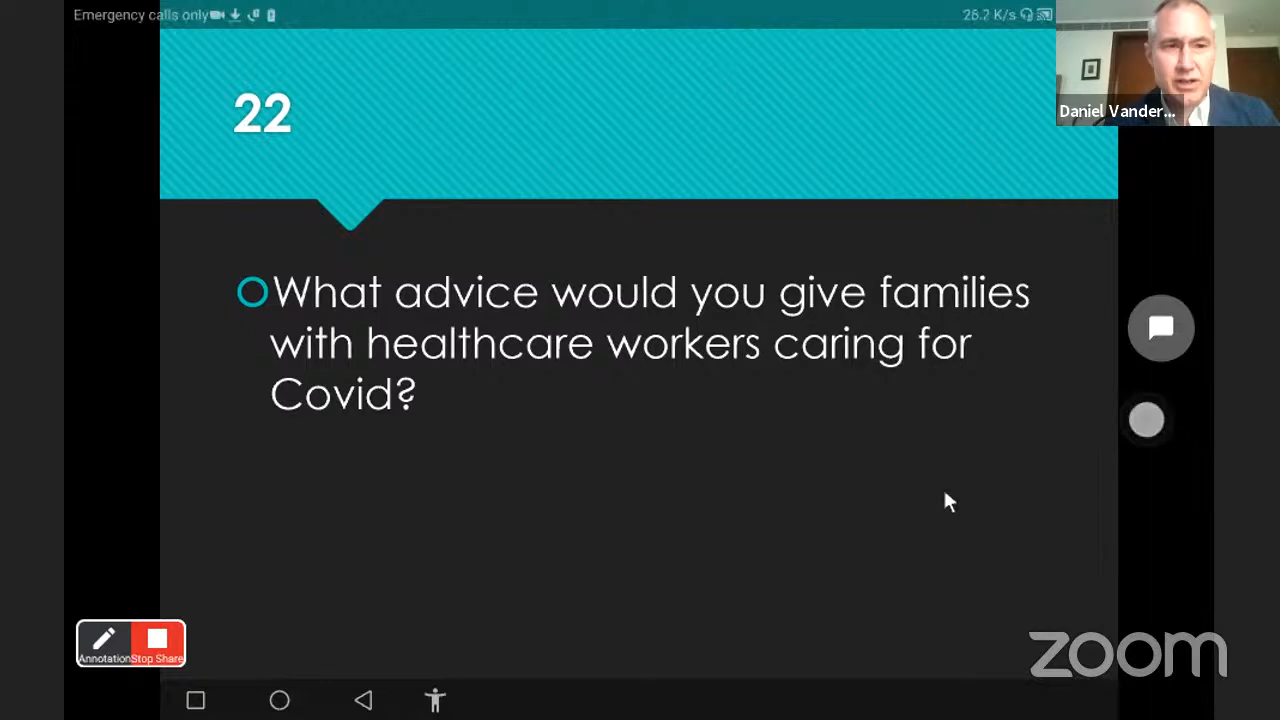 Emergency calls only
26.7 K/s
22
Daniel Vander...
What advice would you give families
with healthcare workers caring for
Covid?
Annotation Stop Share
zoom